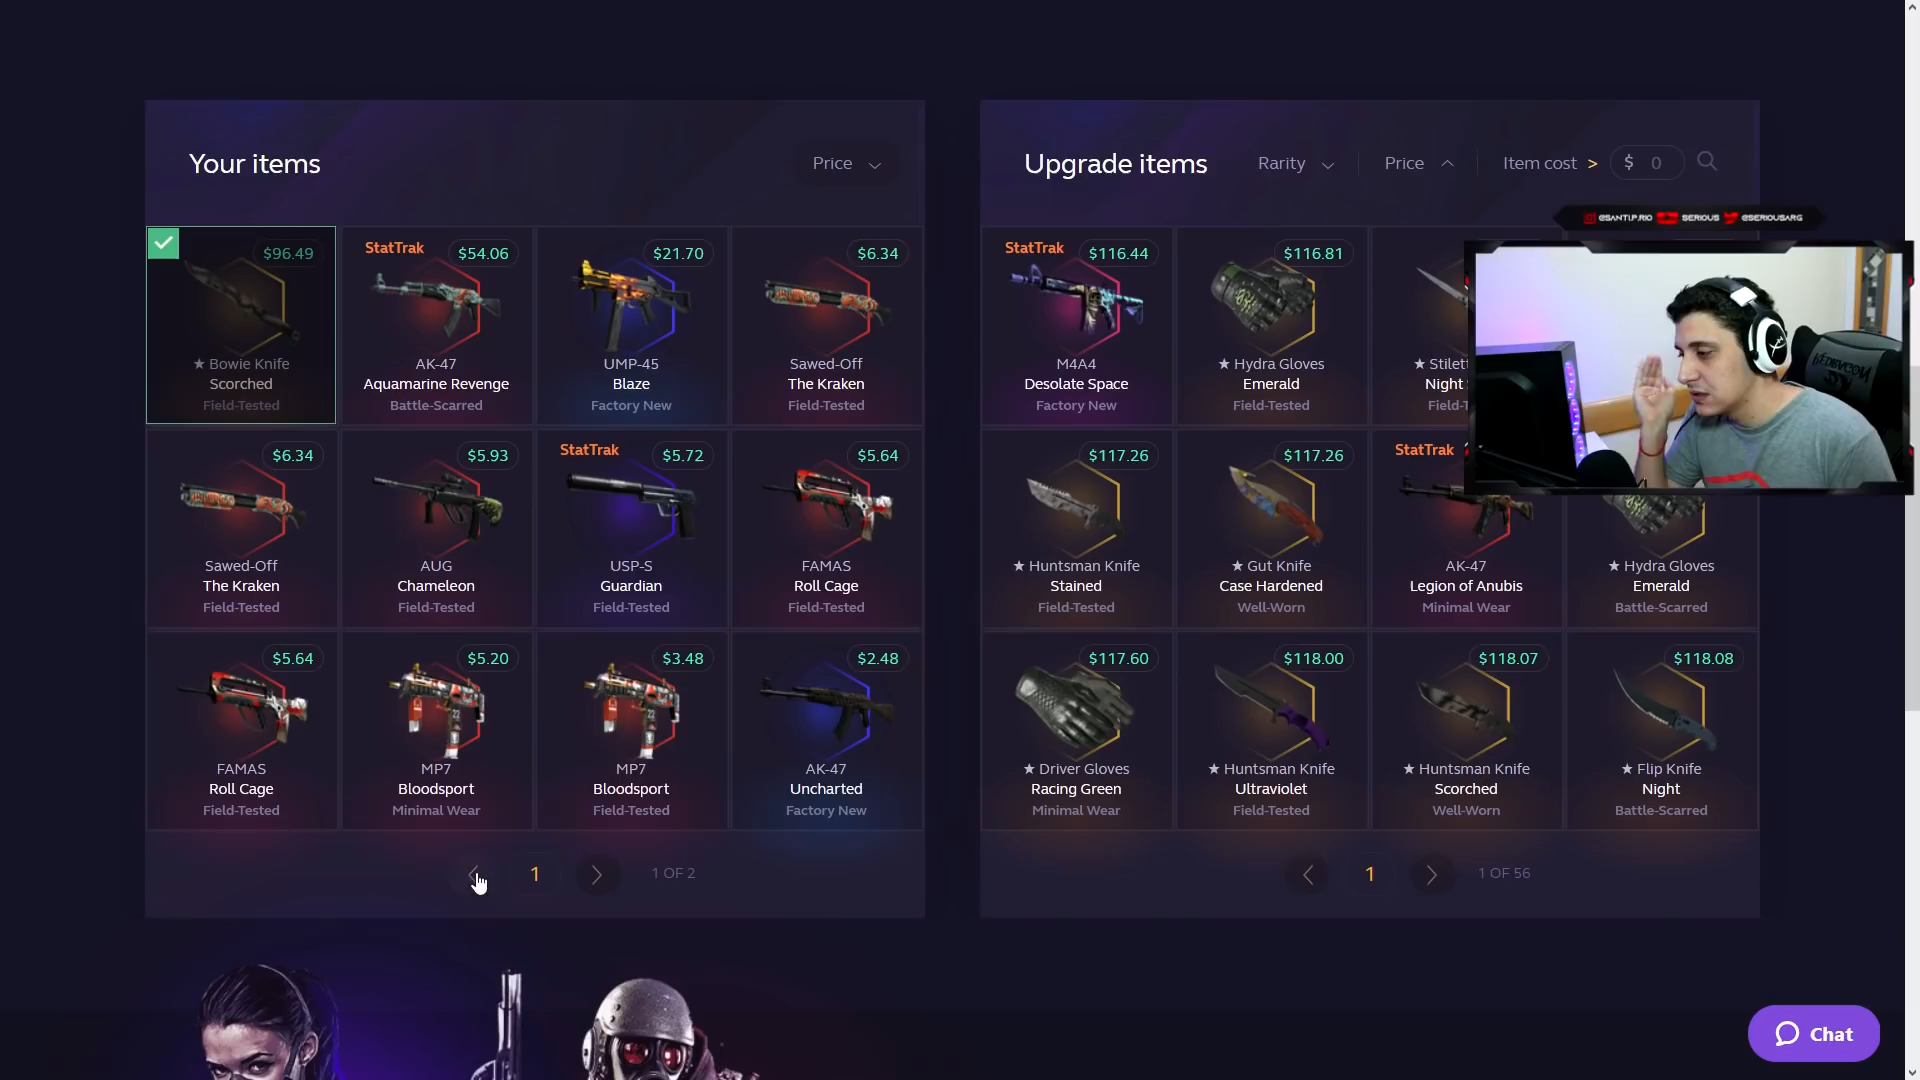 Your items
Price
$96.49
★ Bowie Knife
Scorched
Field-Tested
StatTrak
$54.06
AK-47
Aquamarine Revenge
Battle-Scarred
$21.70
UMP-45
Blaze
Factory New
$6.34
Sawed-Off
The Kraken
Field-Tested
$6.34
Sawed-Off
The Kraken
Field-Tested
$5.93
AUG
Chameleon
Field-Tested
StatTrak
$5.72
USP-S
Guardian
Field-Tested
$5.64
FAMAS
Roll Cage
Field-Tested
$5.64
FAMAS
Roll Cage
Field-Tested
$5.20
MP7
Bloodsport
Minimal Wear
$3.48
MP7
Bloodsport
Field-Tested
$2.48
AK-47
Uncharted
Factory New
1
1 OF 2
Upgrade items
Rarity
Price
Item cost >
$ 0
@SANTIP.RIO SERIOUS @SERIOUSARG
StatTrak
$116.44
M4A4
Desolate Space
Factory New
$116.81
★ Hydra Gloves
Emerald
Field-Tested
★ Stilett
Night
Field-T
$117.26
★ Huntsman Knife
Stained
Field-Tested
$117.26
★ Gut Knife
Case Hardened
Well-Worn
StatTrak
AK-47
Legion of Anubis
Minimal Wear
★ Hydra Gloves
Emerald
Battle-Scarred
$117.60
★ Driver Gloves
Racing Green
Minimal Wear
$118.00
★ Huntsman Knife
Ultraviolet
Field-Tested
$118.07
★ Huntsman Knife
Scorched
Well-Worn
$118.08
★ Flip Knife
Night
Battle-Scarred
1
1 OF 56
Chat